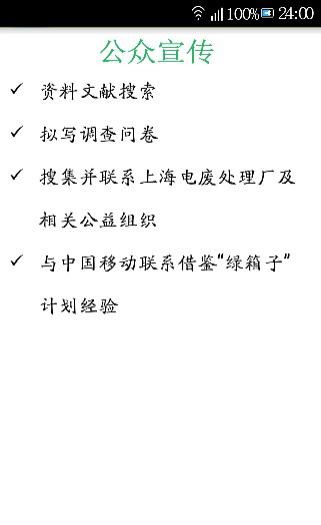 100% 24:00
公众宣传
✓ 资料文献搜索
✓ 拟写调查问卷
✓ 搜集并联系上海电废处理厂及
相关公益组织
✓ 与中国移动联系借鉴“绿箱子”
计划经验